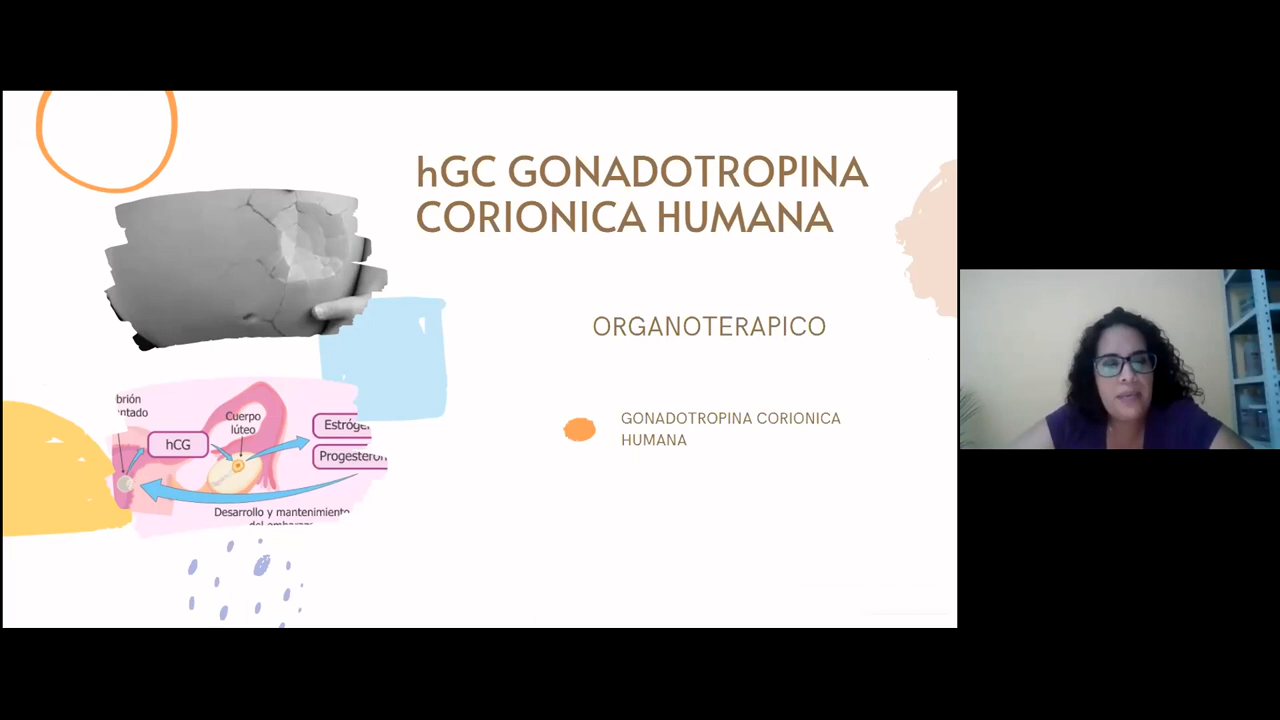 hGC GONADOTROPINA
CORIONICA HUMANA
ORGANOTERAPICO
GONADOTROPINA CORIONICA
HUMANA
hCG
Cuerpo
lúteo
Desarrollo y mantenimiento